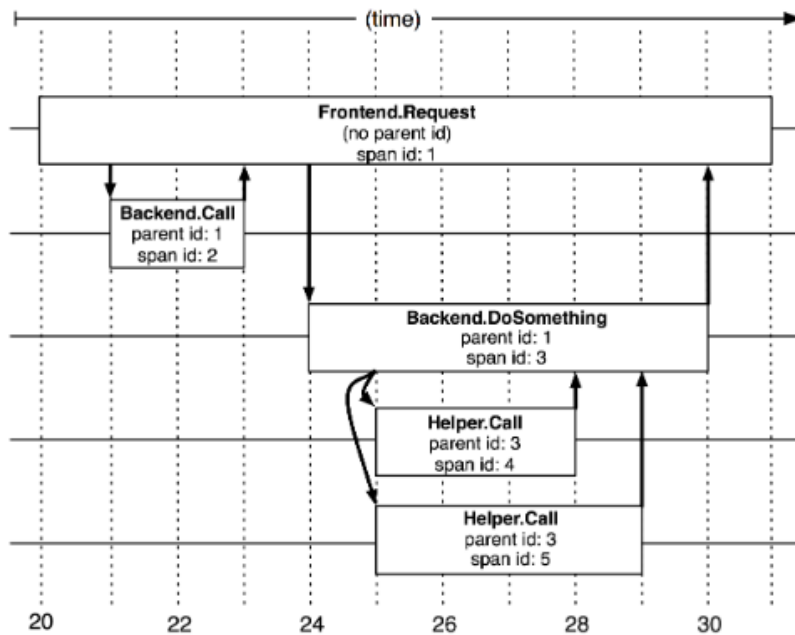 (time)
Frontend.Request
(no parent id)
span id: 1
Backend.Call
parent id: 1
span id: 2
Backend.DoSomething
parent id: 1
span id: 3
Helper.Call
parent id: 3
span id: 4
Helper.Call
parent id: 3
span id: 5
20 22 24 26 28 30